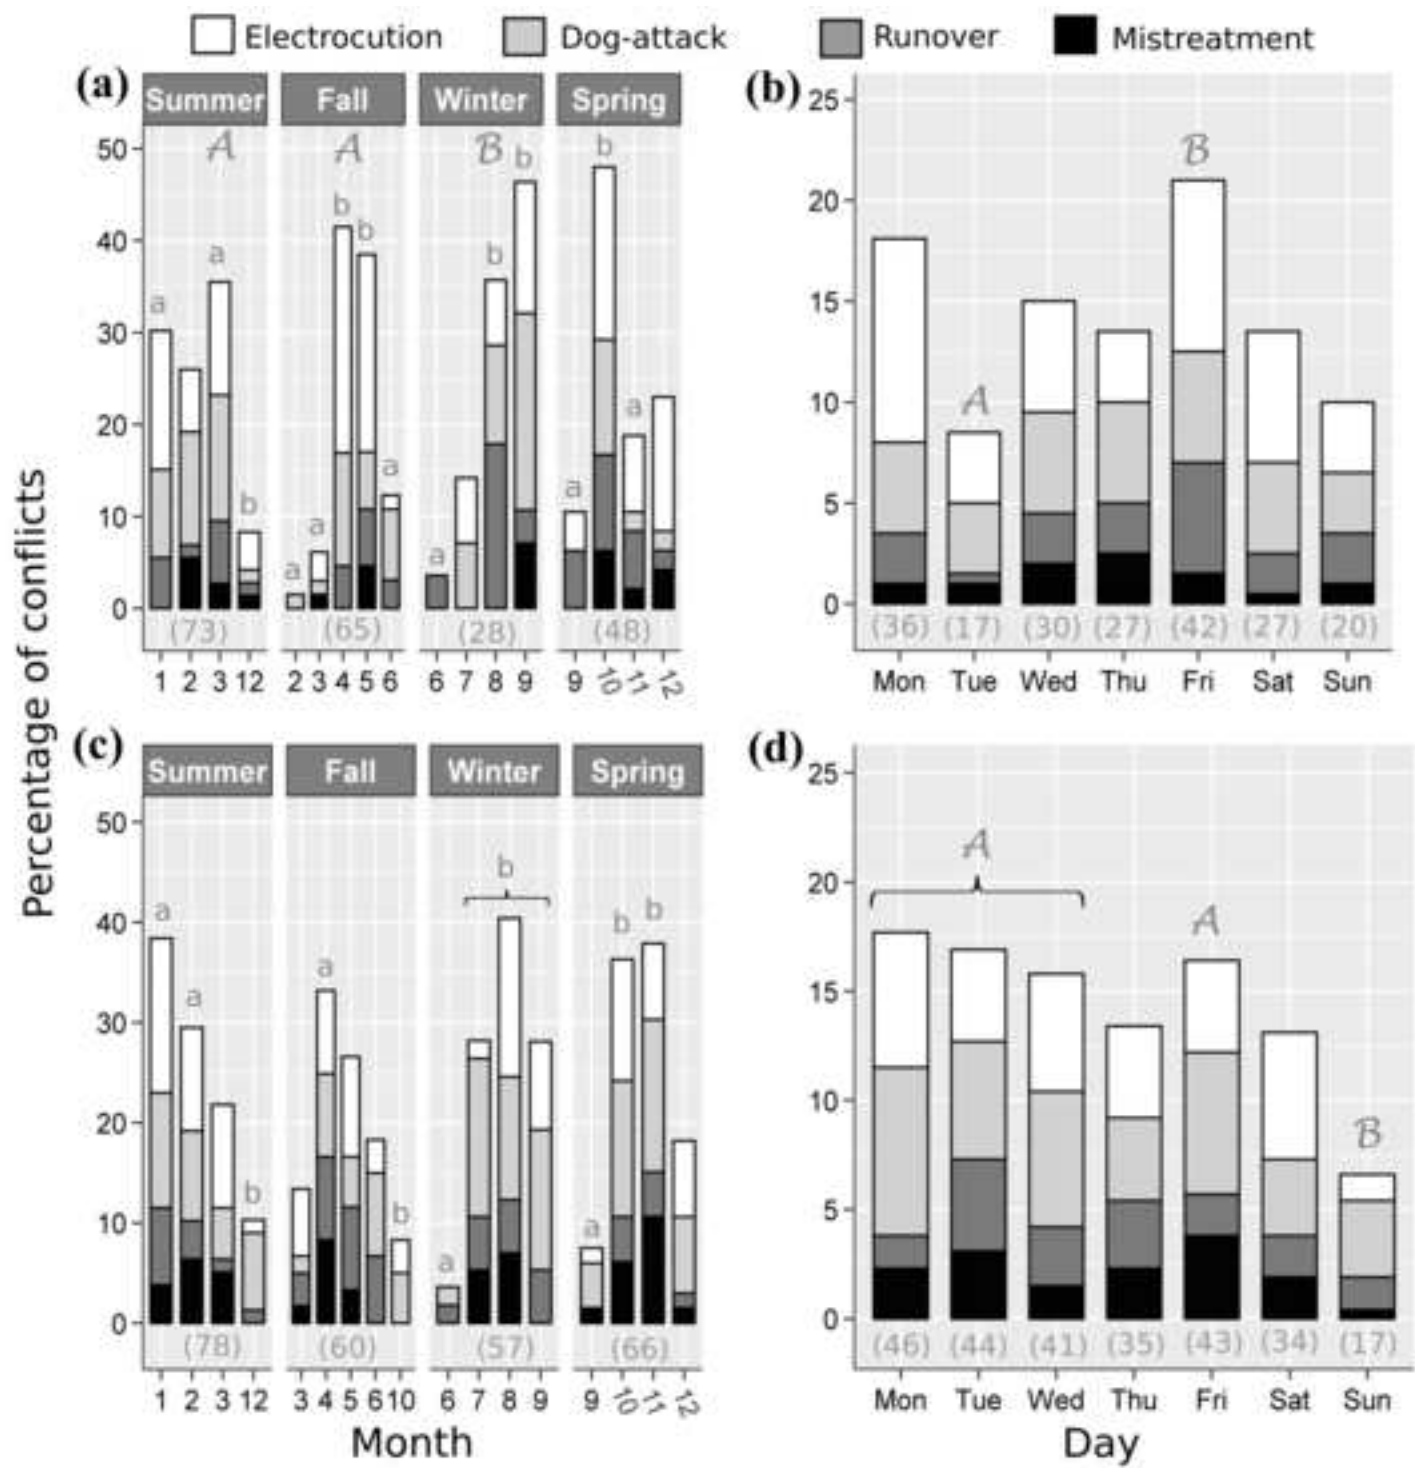 Electrocution Dog-attack Runover Mistreatment
Percentage of conflicts
(a)
Summer Fall Winter Spring
50
40
30
20
10
0
A A B
a a b
a a b b a
a b b
a b a
(73) (65) (28) (48)
1 2 3 12 2 3 4 5 6 6 7 8 9 9 10 11 12
(b)
25
20
15
10
5
0
A B
(36) (17) (30) (27) (42) (27) (20)
Mon Tue Wed Thu Fri Sat Sun
(c)
Summer Fall Winter Spring
50
40
30
20
10
0
a a b
a b
a b
a b b
(78) (60) (57) (66)
1 2 3 12 3 4 5 6 10 6 7 8 9 9 10 11 12
Month
(d)
25
20
15
10
5
0
A A B
(46) (44) (41) (35) (43) (34) (17)
Mon Tue Wed Thu Fri Sat Sun
Day